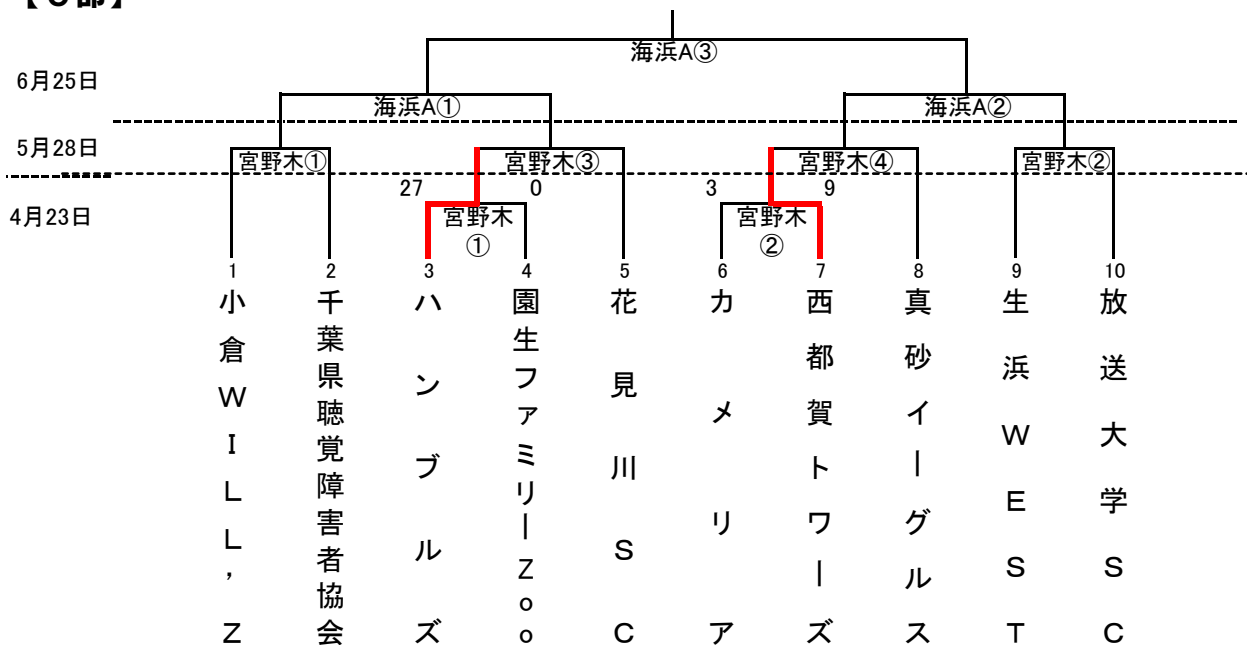 部】
海浜A③
6月25日
海浜A①
海浜A②
5月28日
宮野木①
宮野木③
宮野木④
宮野木②
27
0
3
9
4月23日
宮野木
①
宮野木
②
1
2
3
4
5
6
7
8
9
10
小倉ＷＩＬＬ’Ｚ
千葉県聴覚障害者協会
ハンブルズ
園生ファミリーＺｏｏ
花見川ＳＣ
カメリア
西都賀トワーズ
真砂イーグルス
生浜ＷＥＳＴ
放送大学ＳＣ